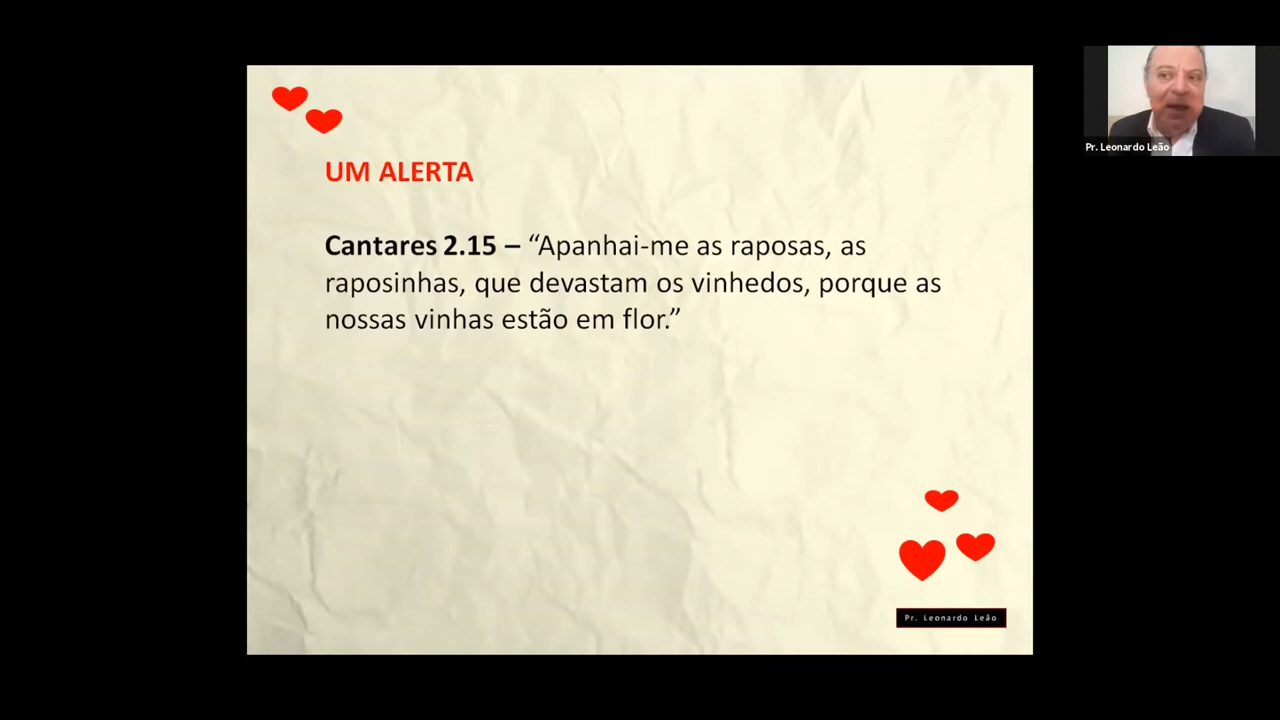 Pr. Leonardo Leão
UM ALERTA
Cantares 2.15 – “Apanhai-me as raposas, as
raposinhas, que devastam os vinhedos, porque as
nossas vinhas estão em flor.”
Pr. Leonardo Leão